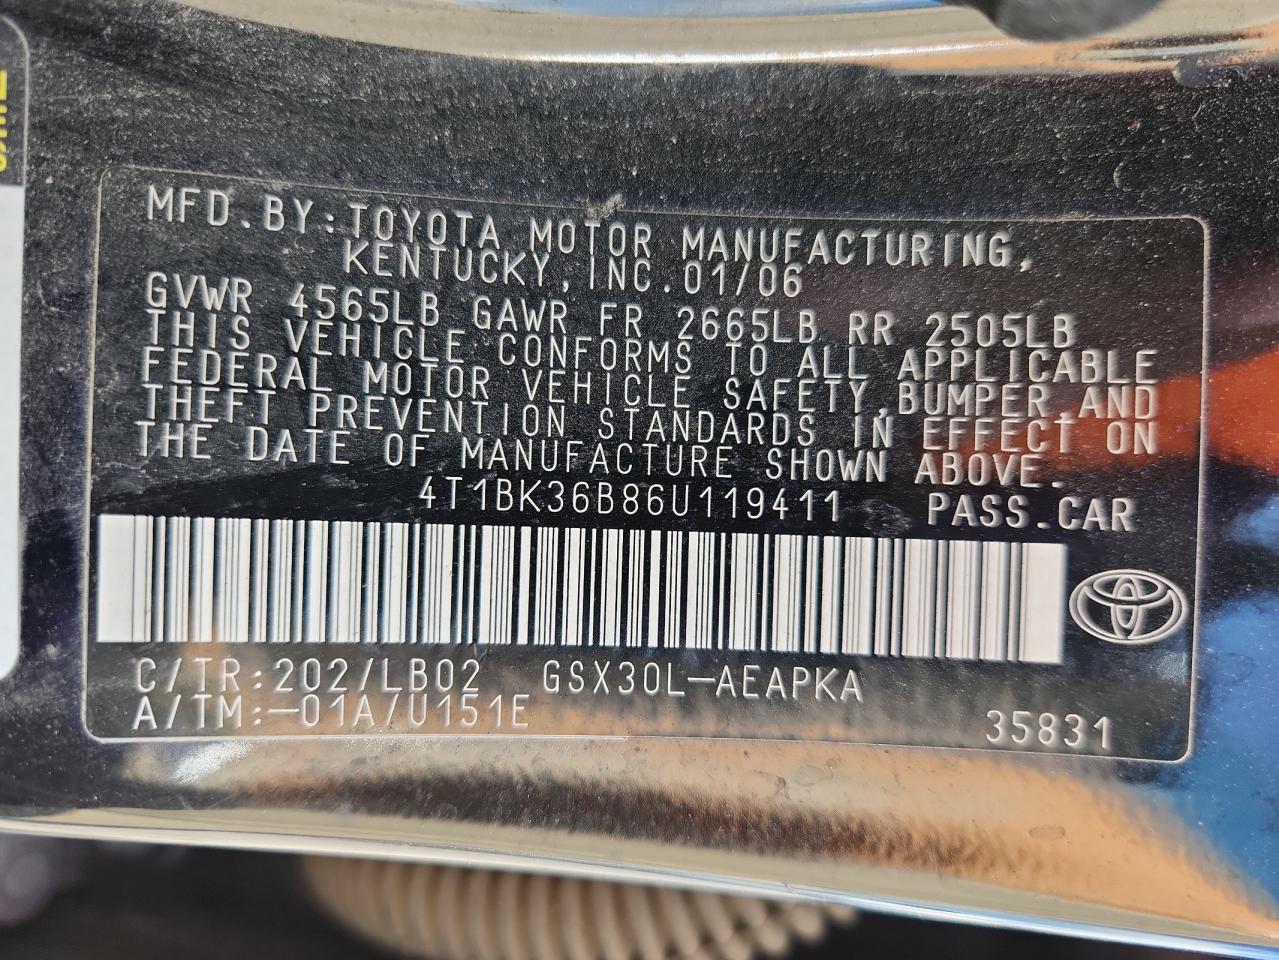 MFD.BY:TOYOTA MOTOR MANUFACTURING,
KENTUCKY,INC.01/06
GVWR 4565LB GAWR FR 2665LB RR 2505LB
THIS VEHICLE CONFORMS TO ALL APPLICABLE
FEDERAL MOTOR VEHICLE SAFETY,BUMPER,AND
THEFT PREVENTION STANDARDS IN EFFECT ON
THE DATE OF MANUFACTURE SHOWN ABOVE.
4T1BK36B86U119411 PASS.CAR
C/TR:202/LB02 GSX30L-AEAPKA
A/TM:-01A/U151E
35831